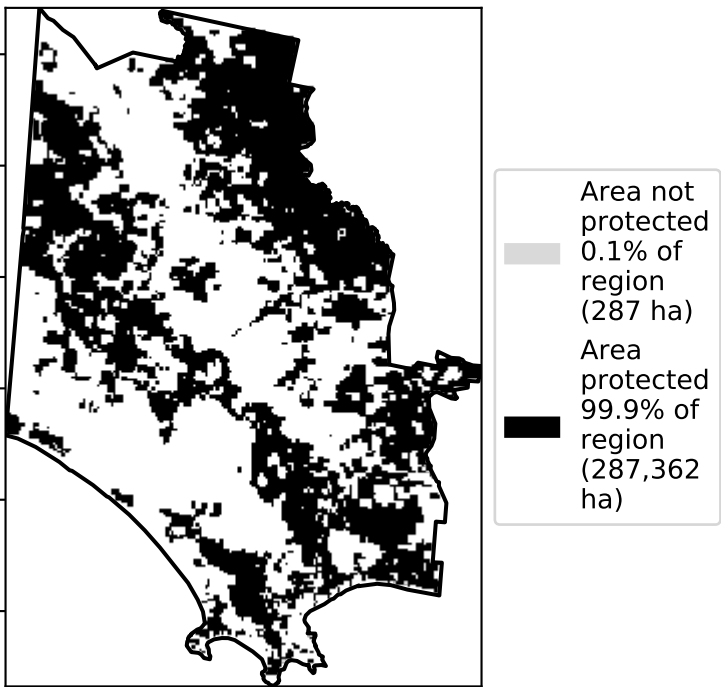 Area not
protected
0.1% of
region
(287 ha)
Area
protected
99.9% of
region
(287,362
ha)